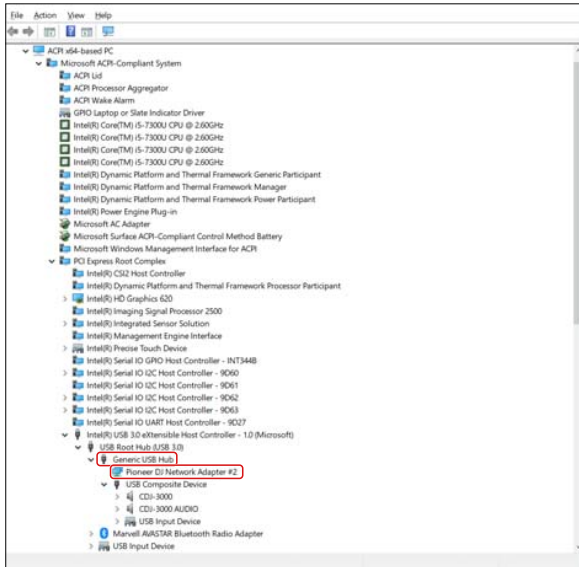 File Action View Help
ACPI x64-based PC
Microsoft ACPI-Compliant System
ACPI Lid
ACPI Processor Aggregator
ACPI Wake Alarm
GPIO Laptop or Slate Indicator Driver
Intel(R) Core(TM) i5-7300U CPU @ 2.60GHz
Intel(R) Core(TM) i5-7300U CPU @ 2.60GHz
Intel(R) Core(TM) i5-7300U CPU @ 2.60GHz
Intel(R) Core(TM) i5-7300U CPU @ 2.60GHz
Intel(R) Dynamic Platform and Thermal Framework Generic Participant
Intel(R) Dynamic Platform and Thermal Framework Manager
Intel(R) Dynamic Platform and Thermal Framework Power Participant
Intel(R) Power Engine Plug-in
Microsoft AC Adapter
Microsoft Surface ACPI-Compliant Control Method Battery
Microsoft Windows Management Interface for ACPI
PCI Express Root Complex
Intel(R) CSI2 Host Controller
Intel(R) Dynamic Platform and Thermal Framework Processor Participant
Intel(R) HD Graphics 620
Intel(R) Imaging Signal Processor 2500
Intel(R) Integrated Sensor Solution
Intel(R) Management Engine Interface
Intel(R) Precise Touch Device
Intel(R) Serial IO GPIO Host Controller - INT344B
Intel(R) Serial IO I2C Host Controller - 9D60
Intel(R) Serial IO I2C Host Controller - 9D61
Intel(R) Serial IO I2C Host Controller - 9D62
Intel(R) Serial IO I2C Host Controller - 9D63
Intel(R) Serial IO UART Host Controller - 9D27
Intel(R) USB 3.0 eXtensible Host Controller - 1.0 (Microsoft)
USB Root Hub (USB 3.0)
Generic USB Hub
Pioneer DJ Network Adapter #2
USB Composite Device
CDJ-3000
CDJ-3000 AUDIO
USB Input Device
Marvell AVASTAR Bluetooth Radio Adapter
USB Input Device